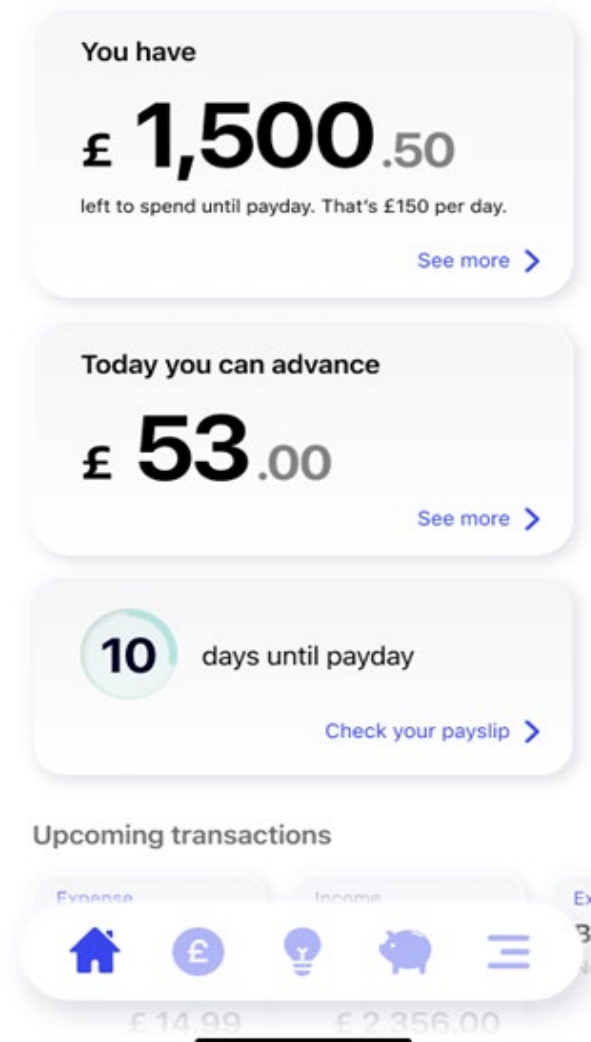 You have
£ 1,500.50
left to spend until payday. That's £150 per day.
See more
Today you can advance
£ 53.00
See more
10 days until payday
Check your payslip
Upcoming transactions
Expense Income Ex
B
£
£ 14.99 £ 2 356.00